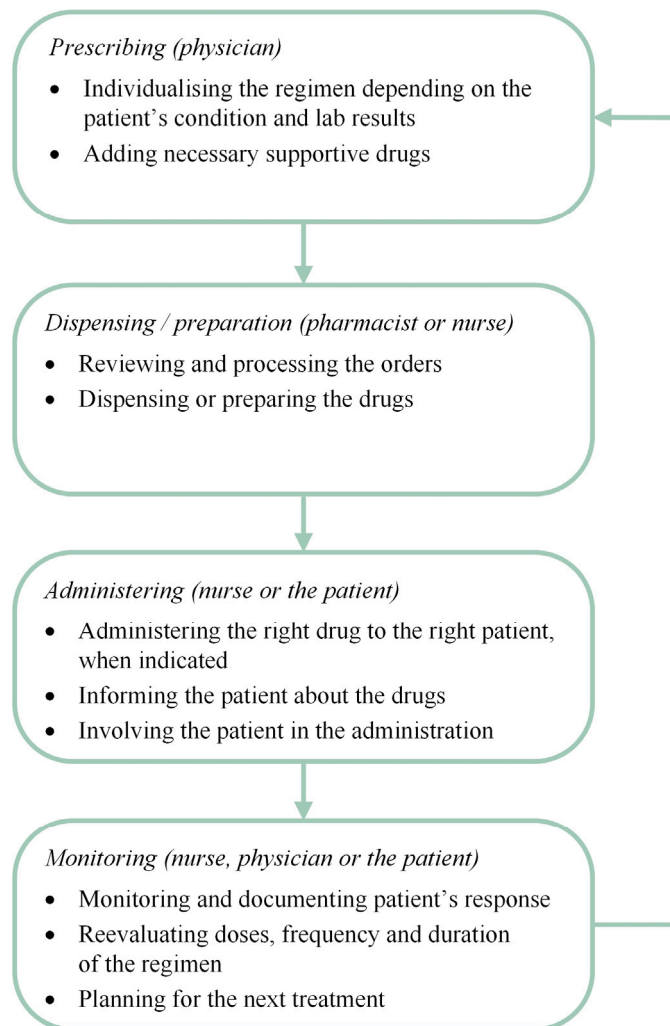 Prescribing (physician)
• Individualising the regimen depending on the
patient’s condition and lab results
• Adding necessary supportive drugs
Dispensing / preparation (pharmacist or nurse)
• Reviewing and processing the orders
• Dispensing or preparing the drugs
Administering (nurse or the patient)
• Administering the right drug to the right patient,
when indicated
• Informing the patient about the drugs
• Involving the patient in the administration
Monitoring (nurse, physician or the patient)
• Monitoring and documenting patient’s response
• Reevaluating doses, frequency and duration
of the regimen
• Planning for the next treatment